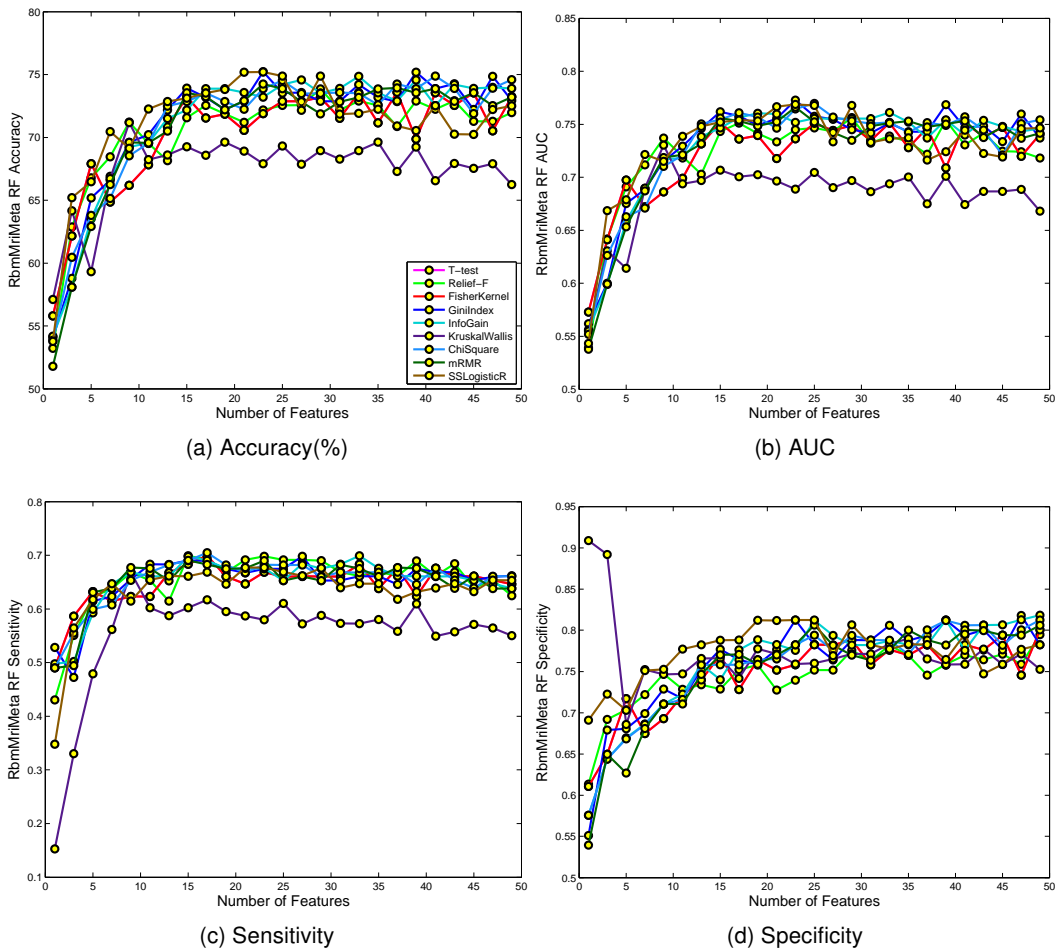 80
75
70
65
60
55
50
0 5 10 15 20 25 30 35 40 45 50
RbmMriMeta RF Accuracy
Number of Features
T-test
Relief-F
FisherKernel
GiniIndex
InfoGain
KruskalWallis
ChiSquare
mRMR
SSLogisticR
(a) Accuracy(%)
0.85
0.8
0.75
0.7
0.65
0.6
0.55
0.5
0 5 10 15 20 25 30 35 40 45 50
RbmMriMeta RF AUC
Number of Features
(b) AUC
0.8
0.7
0.6
0.5
0.4
0.3
0.2
0.1
0 5 10 15 20 25 30 35 40 45 50
RbmMriMeta RF Sensitivity
Number of Features
(c) Sensitivity
0.95
0.9
0.85
0.8
0.75
0.7
0.65
0.6
0.55
0.5
0 5 10 15 20 25 30 35 40 45 50
RbmMriMeta RF Specificity
Number of Features
(d) Specificity